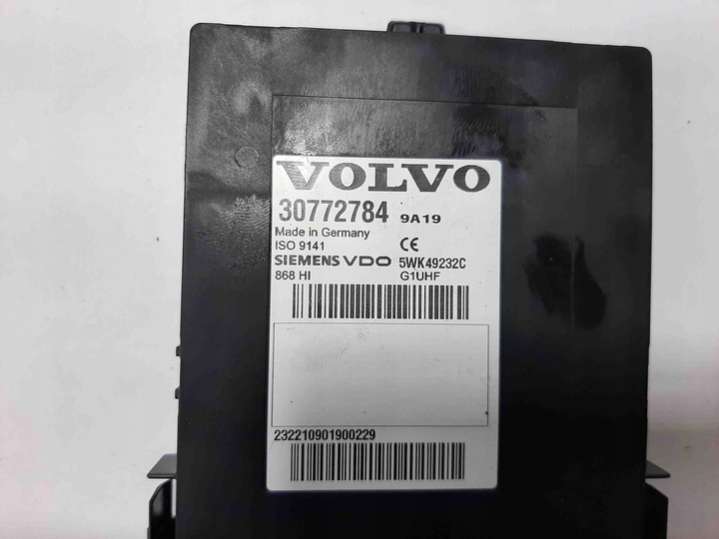 VOLVO
30772784 9A19
Made in Germany
ISO 9141 CE
SIEMENS VDO 5WK49232C
868 HI G1UHF
232210901900229